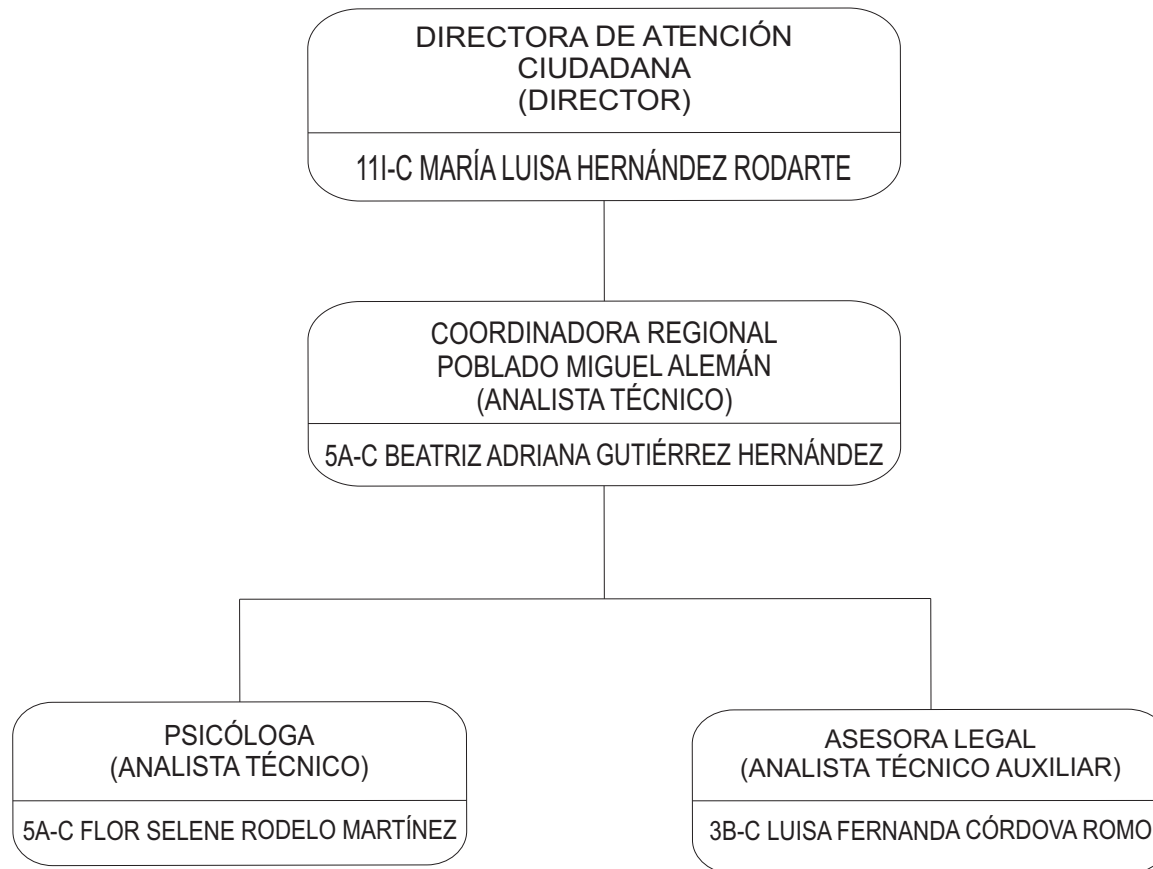 DIRECTORA DE ATENCIÓN
CIUDADANA
(DIRECTOR)
11I-C MARÍA LUISA HERNÁNDEZ RODARTE
COORDINADORA REGIONAL
POBLADO MIGUEL ALEMÁN
(ANALISTA TÉCNICO)
5A-C BEATRIZ ADRIANA GUTIÉRREZ HERNÁNDEZ
PSICÓLOGA
(ANALISTA TÉCNICO)
5A-C FLOR SELENE RODELO MARTÍNEZ
ASESORA LEGAL
(ANALISTA TÉCNICO AUXILIAR)
3B-C LUISA FERNANDA CÓRDOVA ROMO